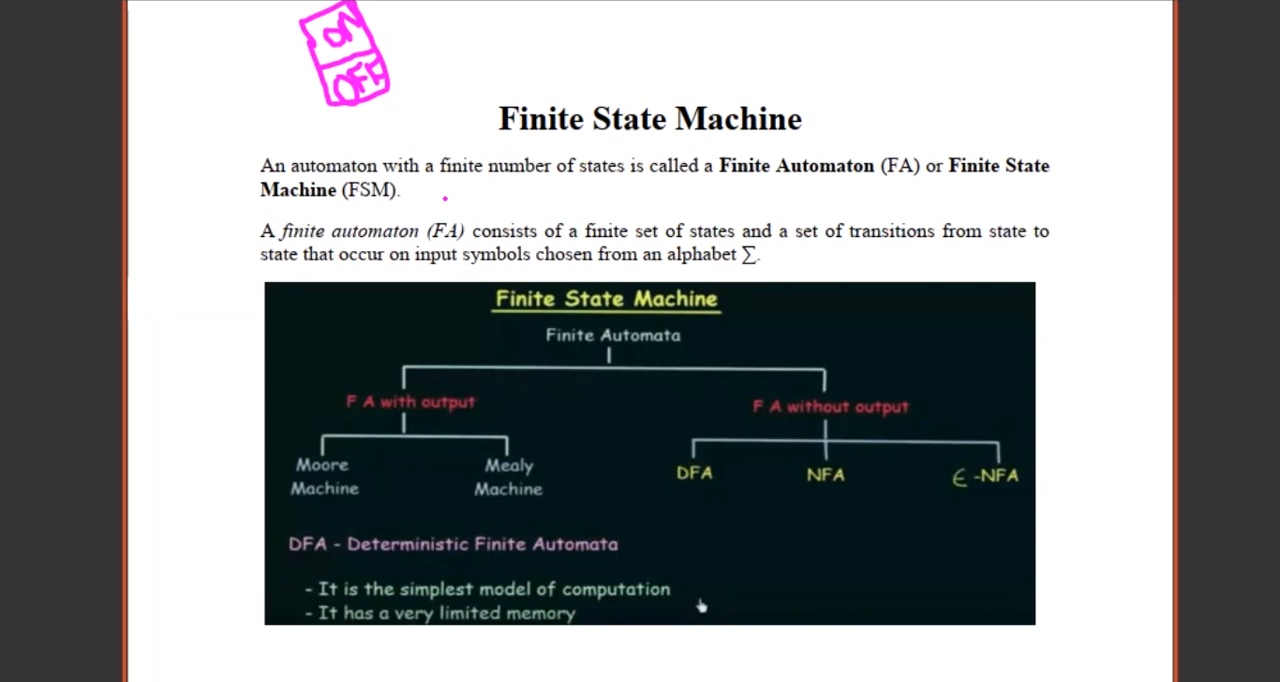 ON
OFF
Finite State Machine
An automaton with a finite number of states is called a Finite Automaton (FA) or Finite State
Machine (FSM).
A finite automaton (FA) consists of a finite set of states and a set of transitions from state to
state that occur on input symbols chosen from an alphabet ∑.
Finite State Machine
Finite Automata
F A with output
F A without output
Moore
Machine
Mealy
Machine
DFA
NFA
∈ -NFA
DFA - Deterministic Finite Automata
- It is the simplest model of computation
- It has a very limited memory